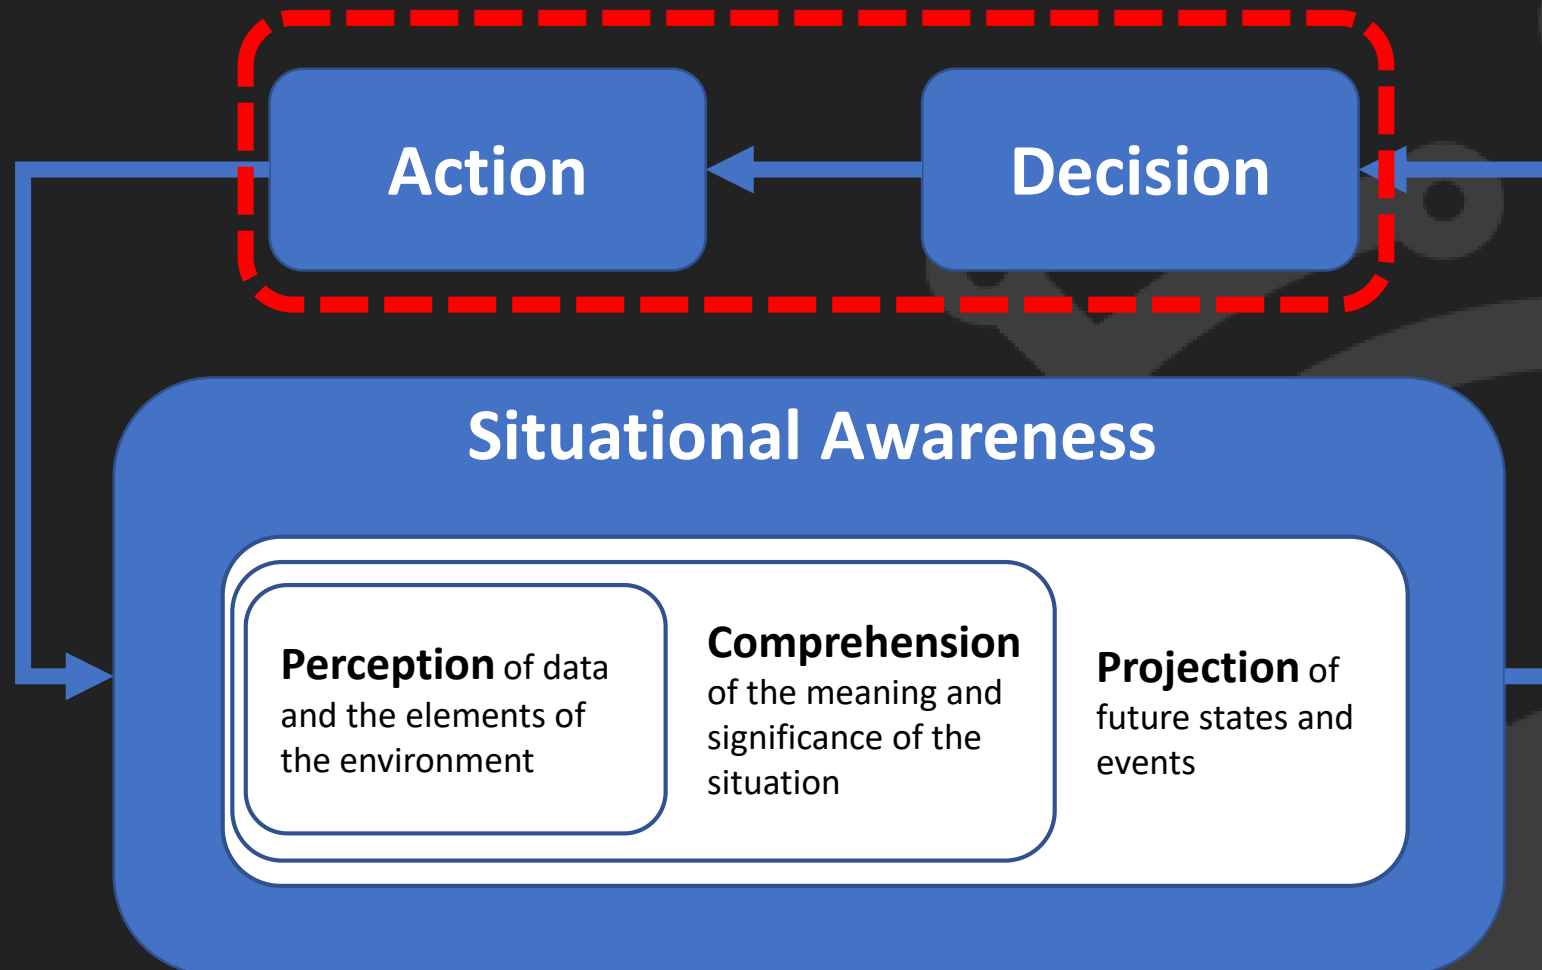 Action
Decision
Situational Awareness
Perception of data
and the elements of
the environment
Comprehension
of the meaning and
significance of the
situation
Projection of
future states and
events